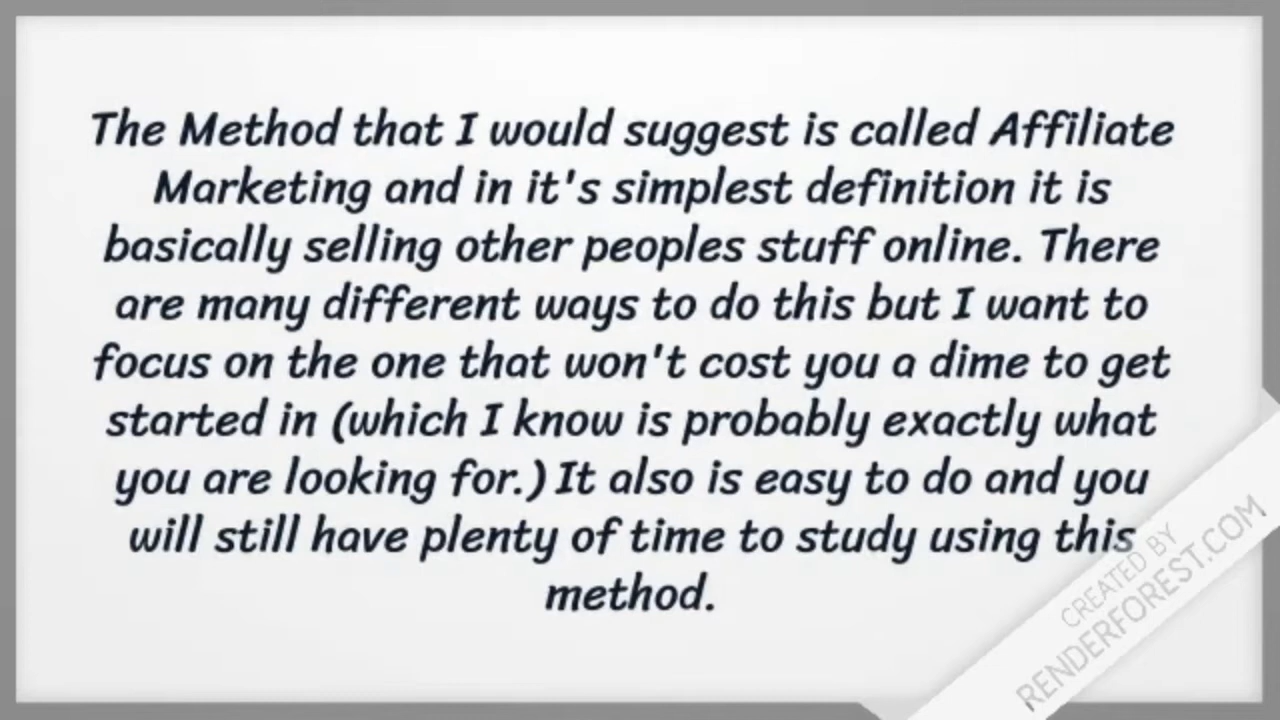 The Method that I would suggest is called Affiliate
Marketing and in it's simplest definition it is
basically selling other peoples stuff online. There
are many different ways to do this but I want to
focus on the one that won't cost you a dime to get
started in (which I know is probably exactly what
you are looking for.) It also is easy to do and you
will still have plenty of time to study using this
method.
CREATED BY
RENDERFOREST.COM